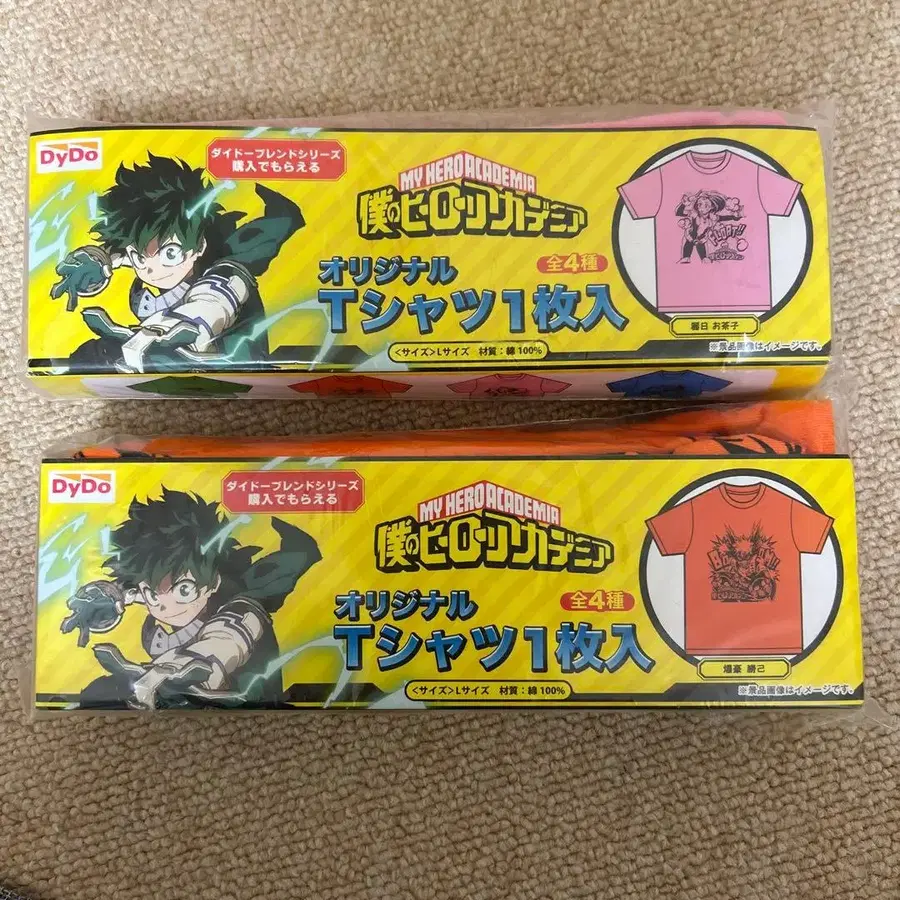 DyDo
ダイドーブレンドシリーズ
購入でもらえる
MY HERO ACADEMIA
僕のヒーローアカデミア
オリジナル
全4種
Tシャツ1枚入
<サイズ>Lサイズ 材質：綿100%
FLOAT!!
麗日 お茶子
※景品画像はイメージです。
DyDo
ダイドーブレンドシリーズ
購入でもらえる
MY HERO ACADEMIA
僕のヒーローアカデミア
オリジナル
全4種
Tシャツ1枚入
<サイズ>Lサイズ 材質：綿100%
爆豪 勝己
※景品画像はイメージです。